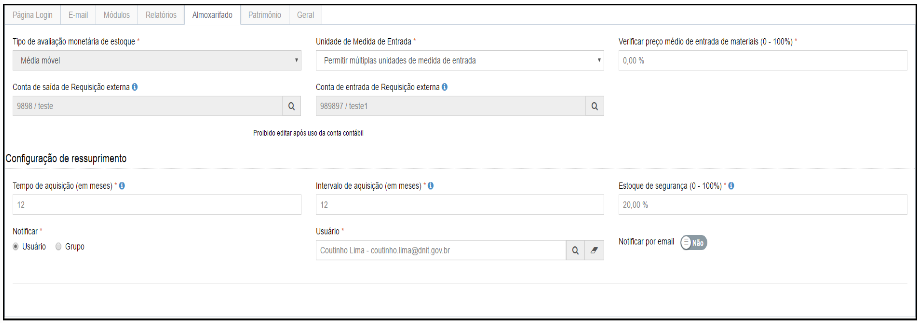 Página Login E-mail Módulos Relatórios Almoxarifado Patrimônio Geral
Tipo de avaliação monetária de estoque * Unidade de Medida de Entrada * Verificar preço médio de entrada de materiais (0 - 100%) *
Média móvel Permitir múltiplas unidades de medida de entrada 0,00 %
Conta de saída de Requisição externa Conta de entrada de Requisição externa
9898 / teste 989897 / teste1
Proibido editar após uso da conta contábil
Configuração de ressuprimento
Tempo de aquisição (em meses) * Intervalo de aquisição (em meses) * Estoque de segurança (0 - 100%) *
12 12 20,00 %
Notificar * Usuário * Notificar por email Não
Usuário Grupo Coutinho Lima - coutinho.lima@dnit.gov.br